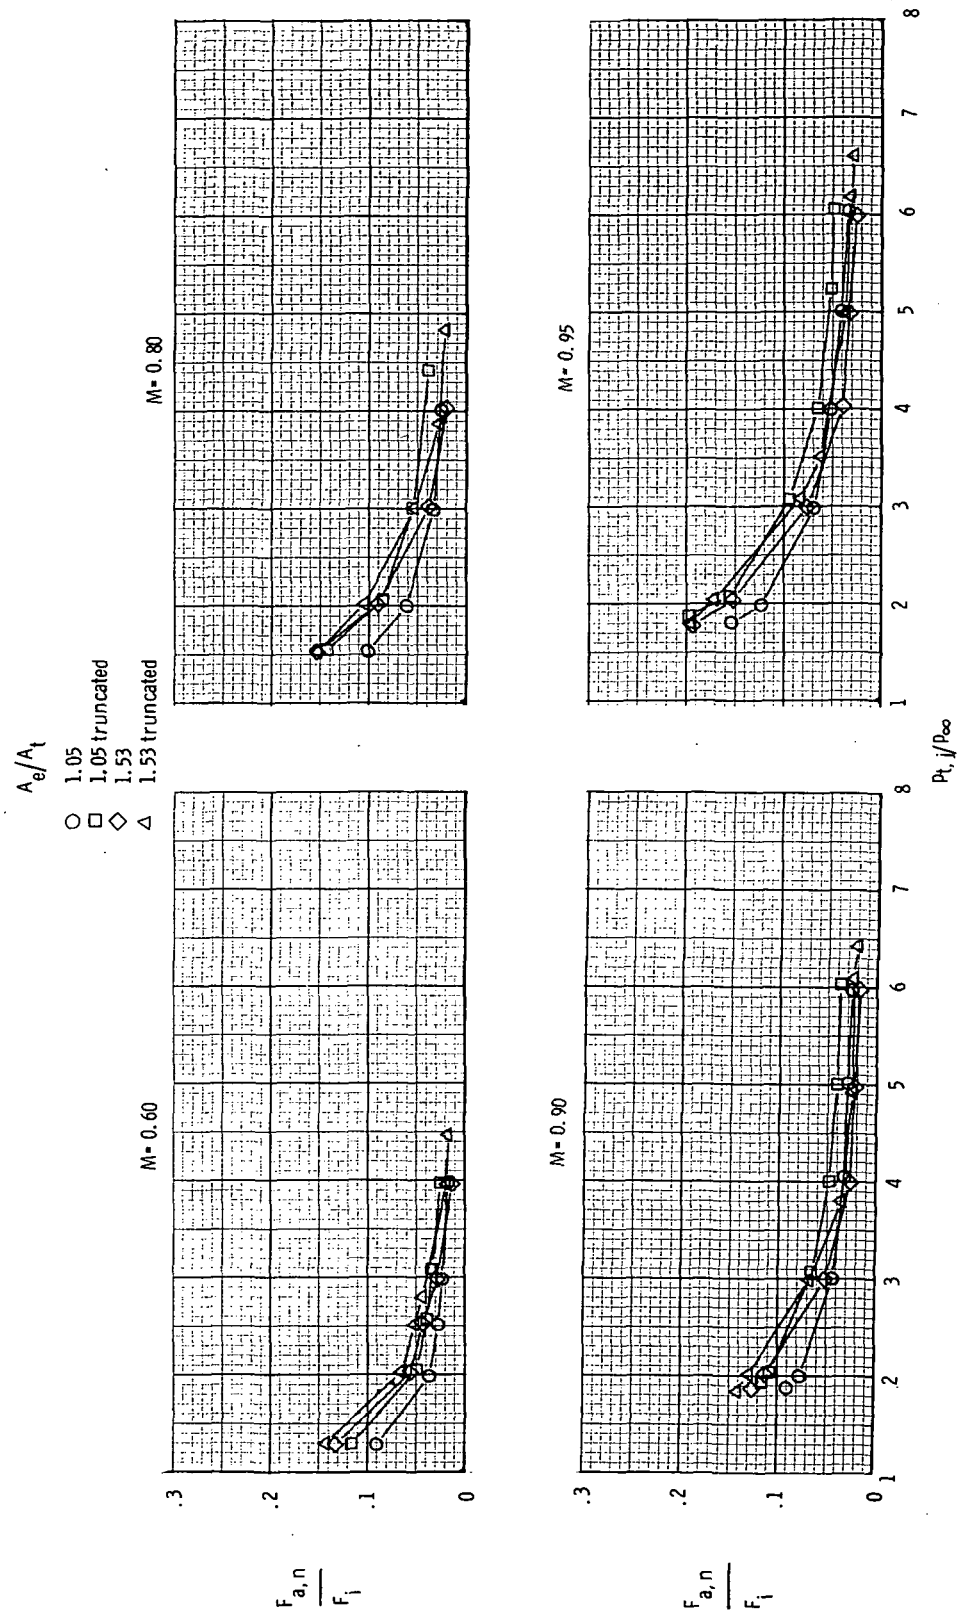 A_e/A_t
○ 1.05
□ 1.05 truncated
◇ 1.53
△ 1.53 truncated
M= 0.60
M= 0.80
F_a, n
F_i
.3
.2
.1
0
M= 0.90
M= 0.95
F_a, n
F_i
.3
.2
.1
0
1 2 3 4 5 6 7 8
1 2 3 4 5 6 7 8
p_t, j/p_∞